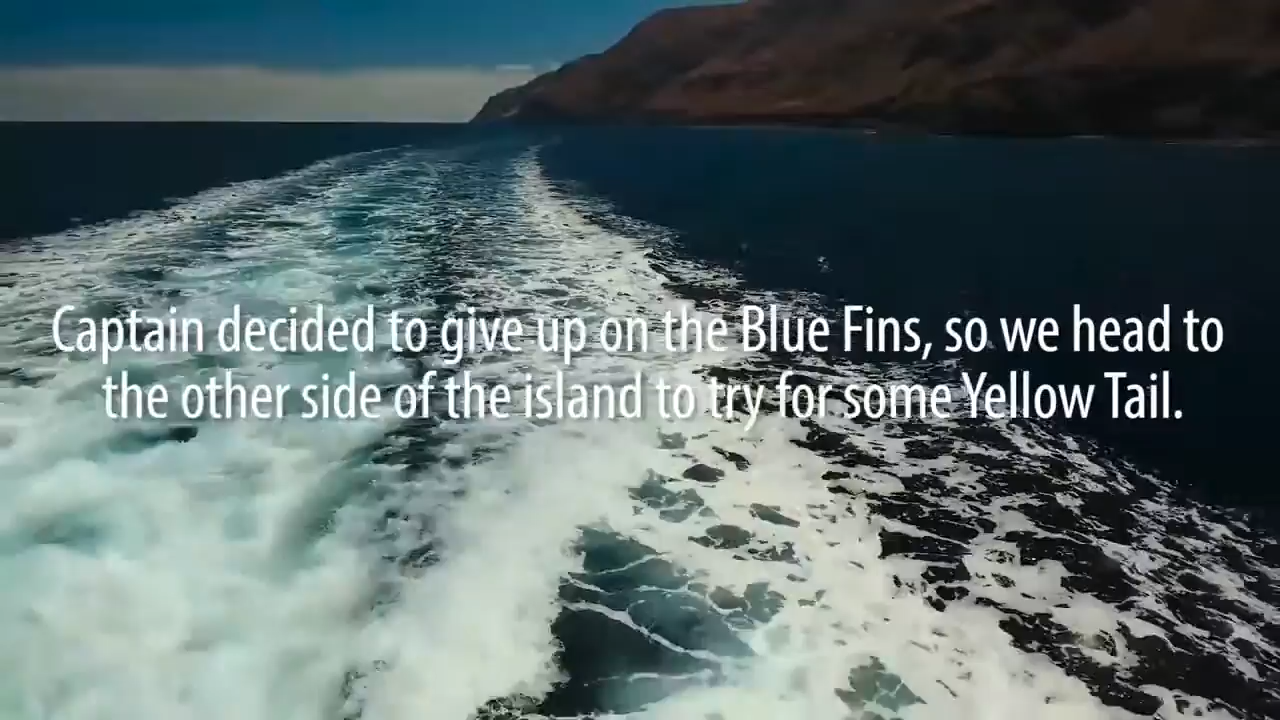 Captain decided to give up on the Blue Fins, so we head to
the other side of the island to try for some Yellow Tail.